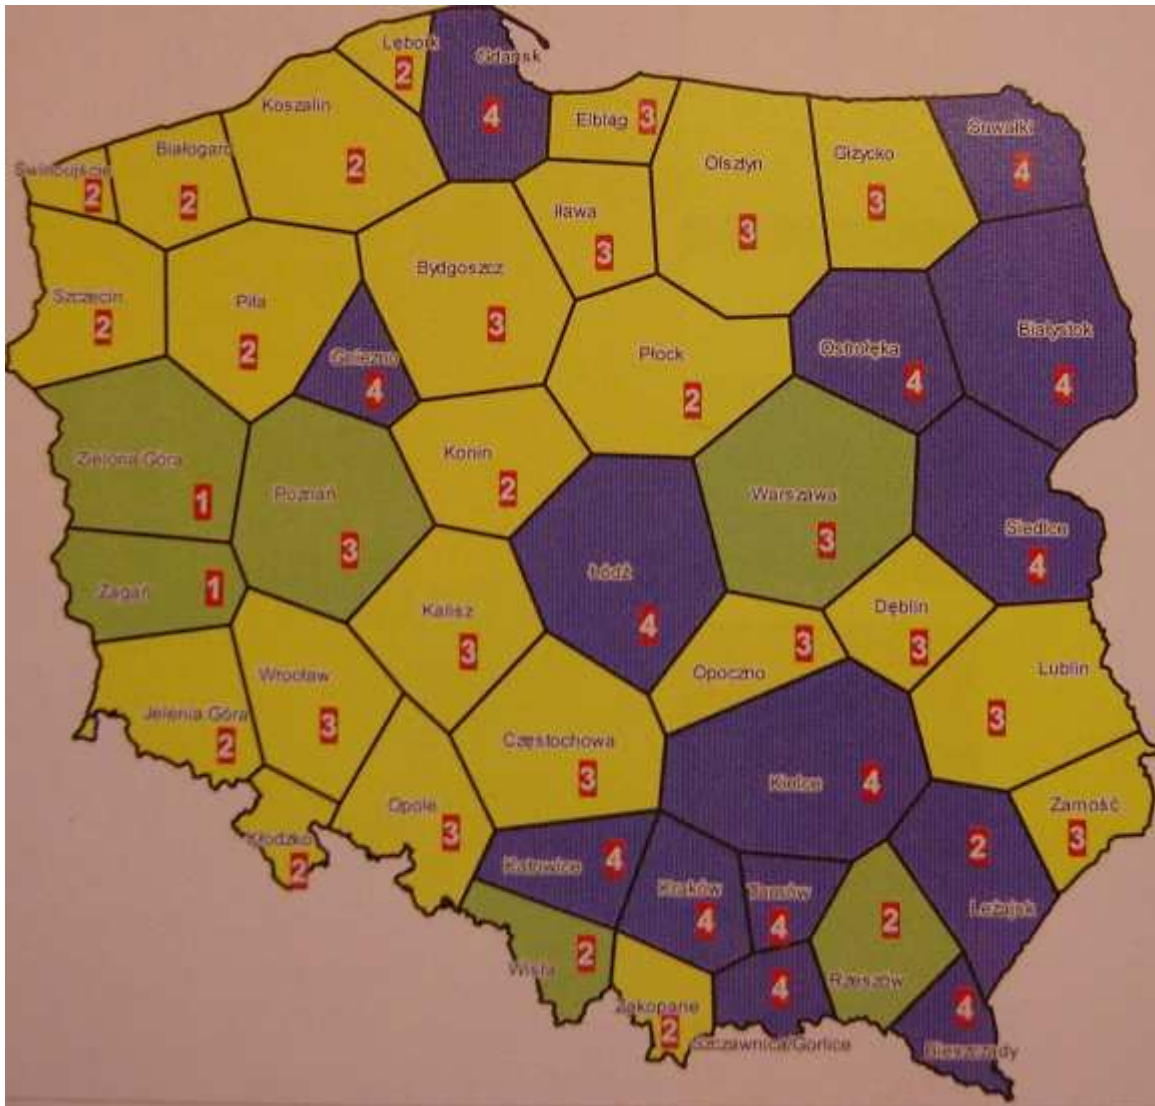 Lębork
2
Gdańsk
4
Koszalin
2
Elbląg
3
Suwałki
4
Białogard
2
Świnoujście
2
Olsztyn
3
Giżycko
3
Iława
3
Bydgoszcz
3
Szczecin
2
Piła
2
Białystok
4
Gniezno
4
Płock
2
Ostrołęka
4
Zielona Góra
1
Konin
2
Poznań
3
Warszawa
3
Siedlce
4
Łódź
4
Żagań
1
Kalisz
3
Dęblin
3
Opoczno
3
Lublin
3
Wrocław
3
Jelenia Góra
2
Częstochowa
3
Kielce
4
Opole
3
Zamość
3
Kłodzko
2
Katowice
4
Kraków
4
Tarnów
4
2
Leżajsk
Wisła
2
2
Rzeszów
Zakopane
2
4
Szczawnica/Gorlice
4
Bieszczady